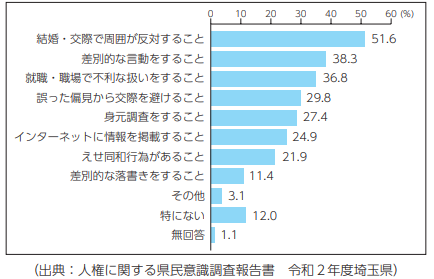 0 10 20 30 40 50 60 (%)
結婚・交際で周囲が反対すること 51.6
差別的な言動をすること 38.3
就職・職場で不利な扱いをすること 36.8
誤った偏見から交際を避けること 29.8
身元調査をすること 27.4
インターネットに情報を掲載すること 24.9
えせ同和行為があること 21.9
差別的な落書きをすること 11.4
その他 3.1
特にない 12.0
無回答 1.1
（出典：人権に関する県民意識調査報告書　令和２年度埼玉県）